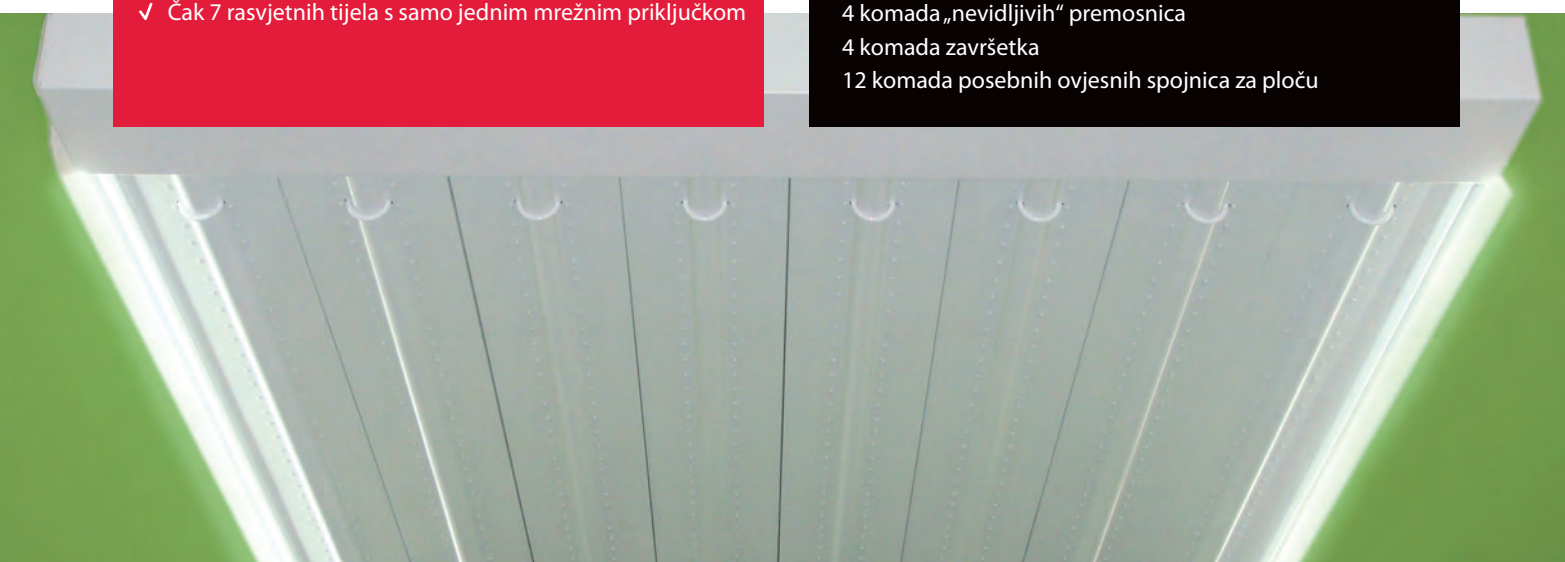 √ Čak 7 rasvjetnih tijela s samo jednim mrežnim priključkom
4 komada „nevidljivih“ premosnica
4 komada završetka
12 komada posebnih ovjesnih spojnica za ploču